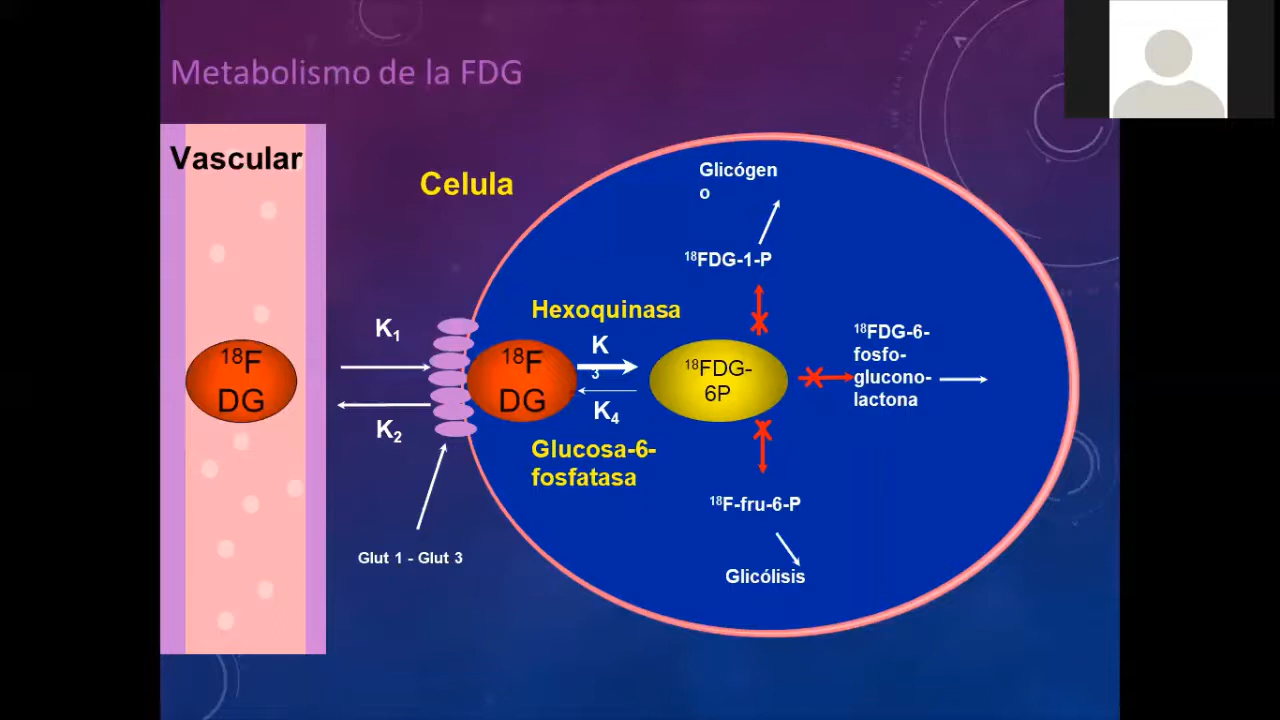 Metabolismo de la FDG
Vascular
Celula
Glicógen
o
¹⁸FDG-1-P
Hexoquinasa
K₁
¹⁸F
DG
¹⁸F
DG
K
₃
¹⁸FDG-
6P
¹⁸FDG-6-
fosfo-
glucono-
lactona
K₂
K₄
Glucosa-6-
fosfatasa
¹⁸F-fru-6-P
Glut 1 - Glut 3
Glicólisis